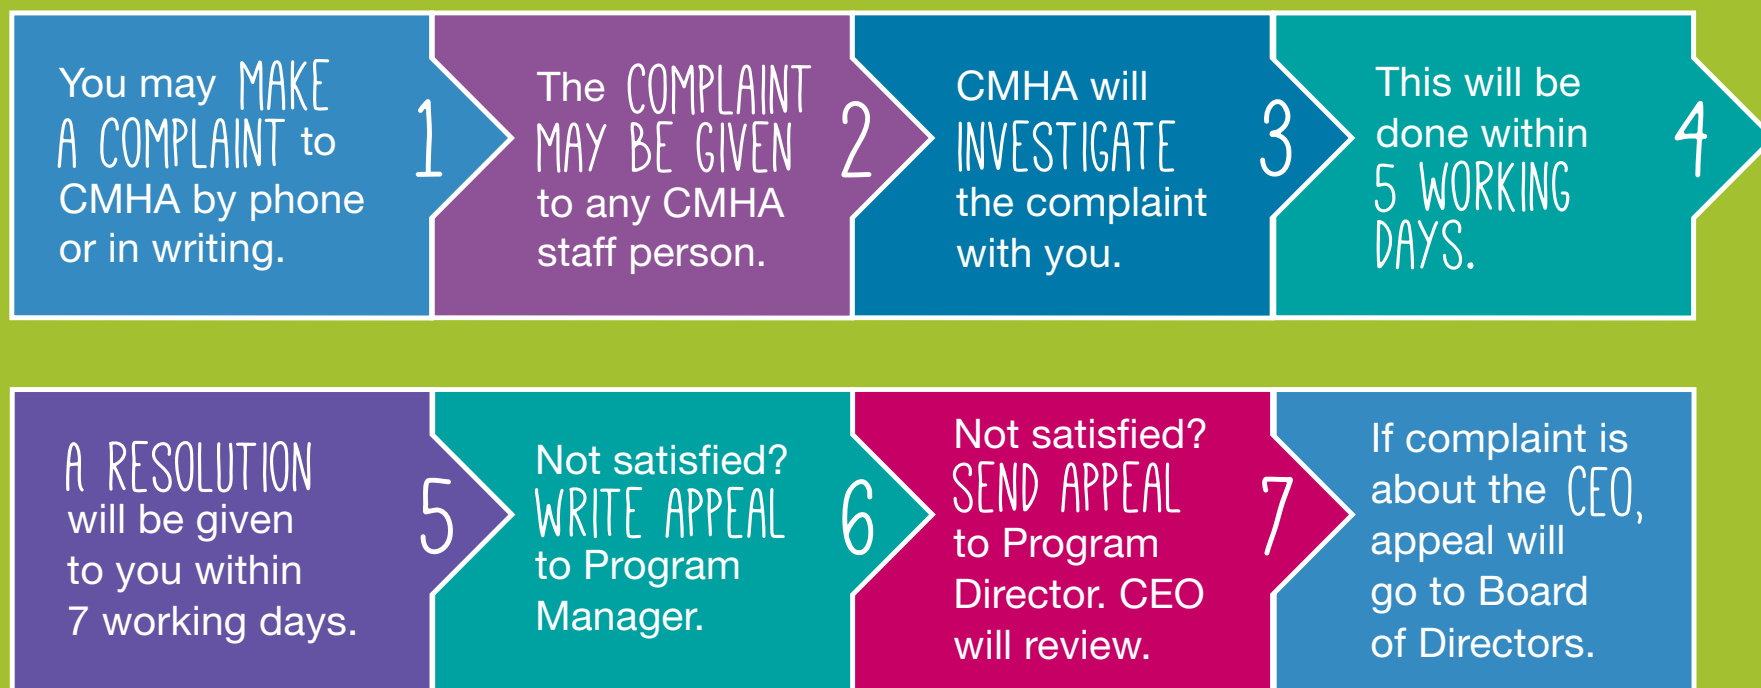 You may MAKE
A COMPLAINT to
CMHA by phone
or in writing.
1
The COMPLAINT
MAY BE GIVEN
to any CMHA
staff person.
2
CMHA will
INVESTIGATE
the complaint
with you.
3
This will be
done within
5 WORKING
DAYS.
4
A RESOLUTION
will be given
to you within
7 working days.
5
Not satisfied?
WRITE APPEAL
to Program
Manager.
6
Not satisfied?
SEND APPEAL
to Program
Director. CEO
will review.
7
If complaint is
about the CEO,
appeal will
go to Board
of Directors.